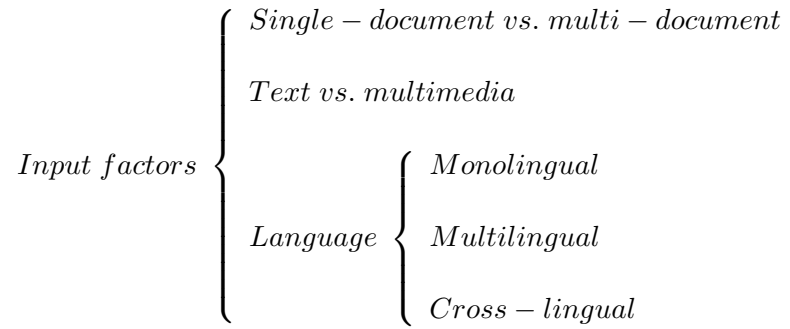 Single – document vs. multi – document
Text vs. multimedia
Input factors
Monolingual
Language
Multilingual
Cross – lingual